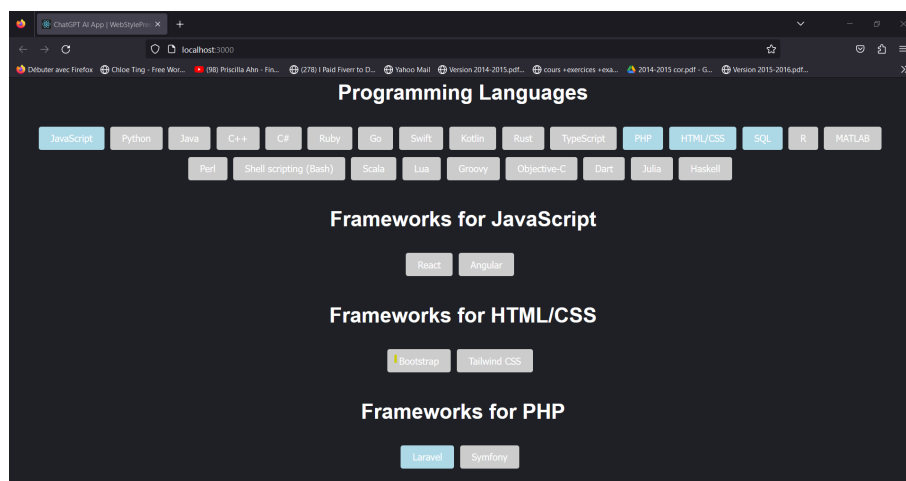 ChatGPT AI App | WebStylePre
localhost:3000
Débuter avec Firefox Chloe Ting - Free Wor... (98) Priscilla Ahn - Fin... (278) I Paid Fiverr to D... Yahoo Mail Version 2014-2015.pdf... cours +exercices +exa... 2014-2015 cor.pdf - G... Version 2015-2016.pdf...
Programming Languages
JavaScript Python Java C++ C# Ruby Go Swift Kotlin Rust TypeScript PHP HTML/CSS SQL R MATLAB
Perl Shell scripting (Bash) Scala Lua Groovy Objective-C Dart Julia Haskell
Frameworks for JavaScript
React Angular
Frameworks for HTML/CSS
Bootstrap Tailwind CSS
Frameworks for PHP
Laravel Symfony